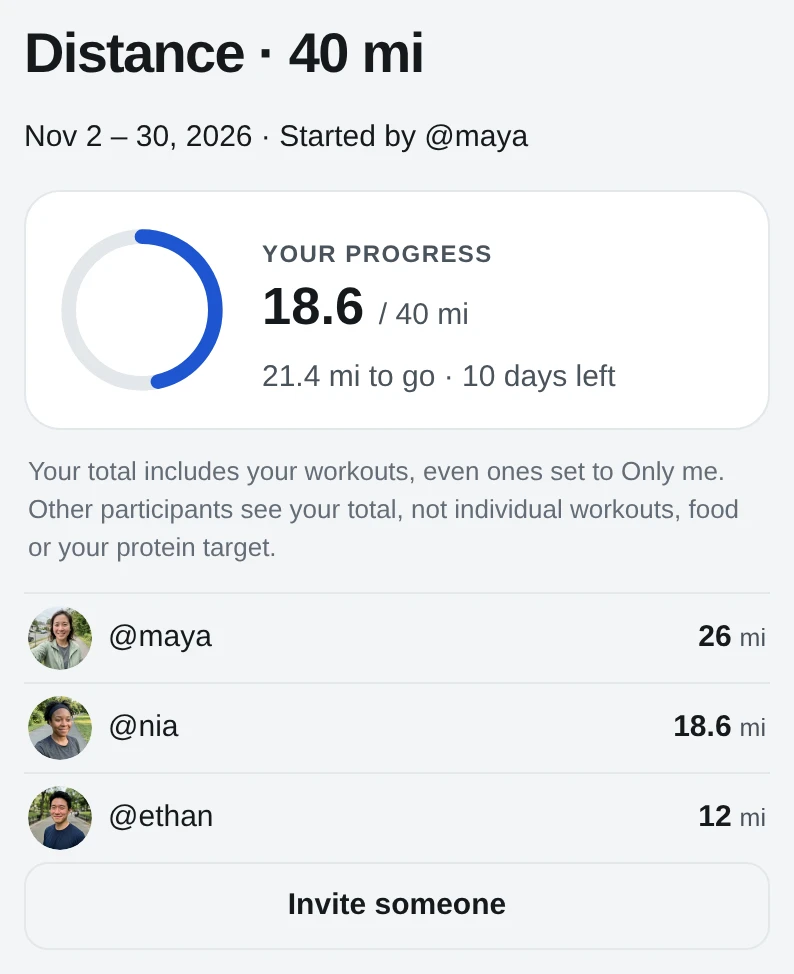 Distance · 40 mi
Nov 2 – 30, 2026 · Started by @maya
YOUR PROGRESS
18.6 / 40 mi
21.4 mi to go · 10 days left
Your total includes your workouts, even ones set to Only me.
Other participants see your total, not individual workouts, food
or your protein target.
@maya 26 mi
@nia 18.6 mi
@ethan 12 mi
Invite someone